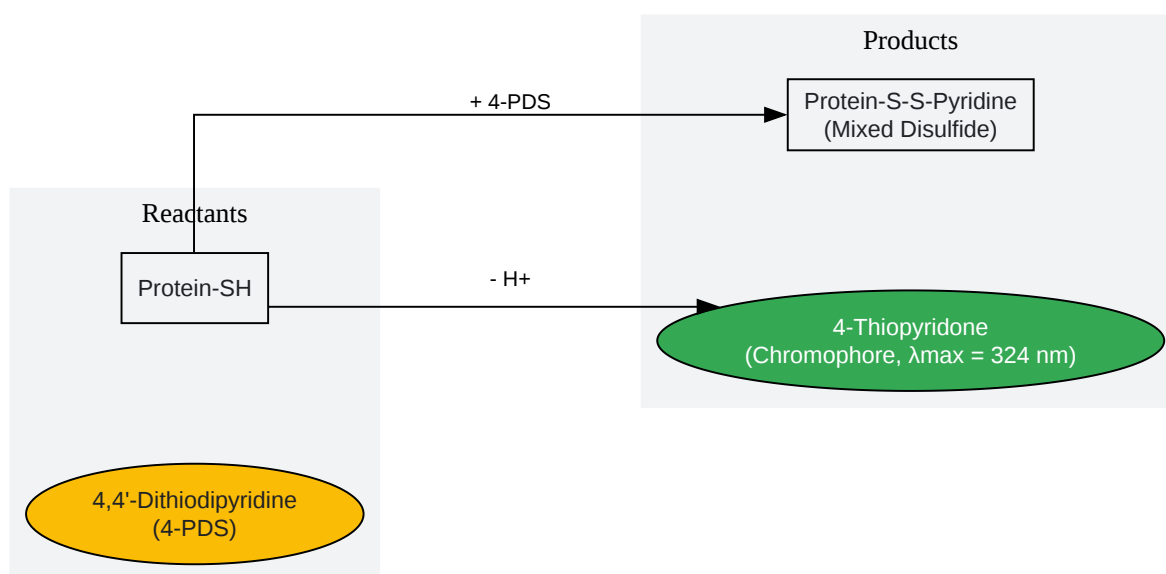 Products
+ 4-PDS
Protein-S-S-Pyridine
(Mixed Disulfide)
Reactants
Protein-SH
- H+
4-Thiopyridone
(Chromophore, λmax = 324 nm)
4,4'-Dithiodipyridine
(4-PDS)